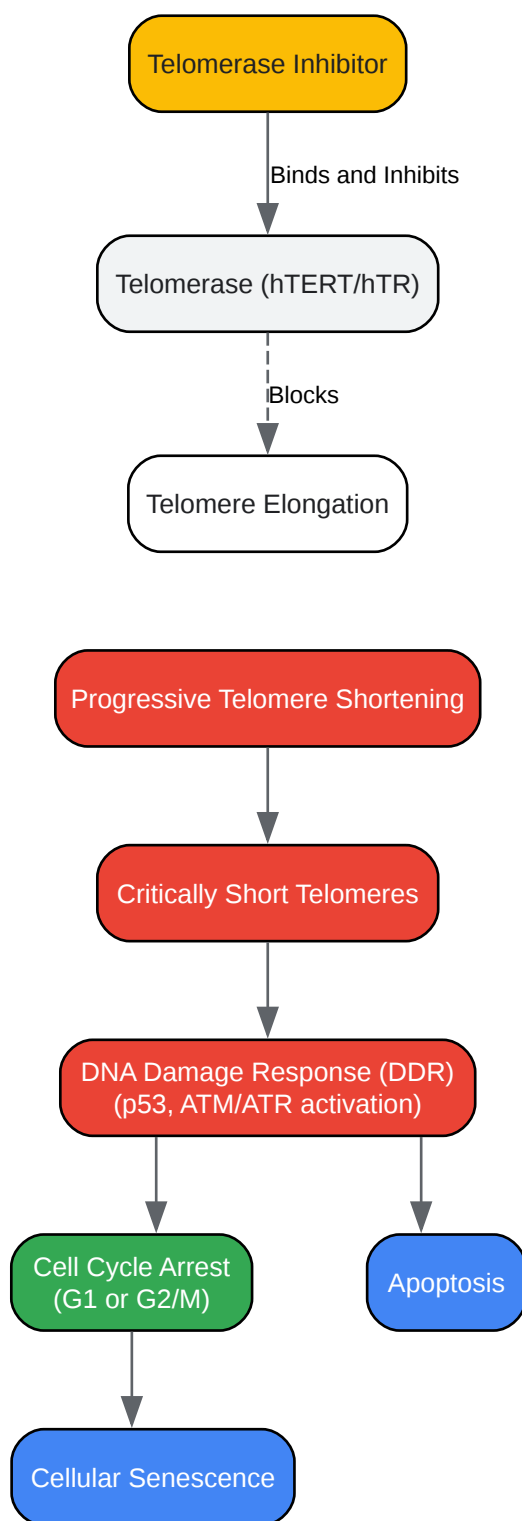 Telomerase Inhibitor
Binds and Inhibits
Telomerase (hTERT/hTR)
Blocks
Telomere Elongation
Progressive Telomere Shortening
Critically Short Telomeres
DNA Damage Response (DDR)
(p53, ATM/ATR activation)
Cell Cycle Arrest
(G1 or G2/M)
Apoptosis
Cellular Senescence